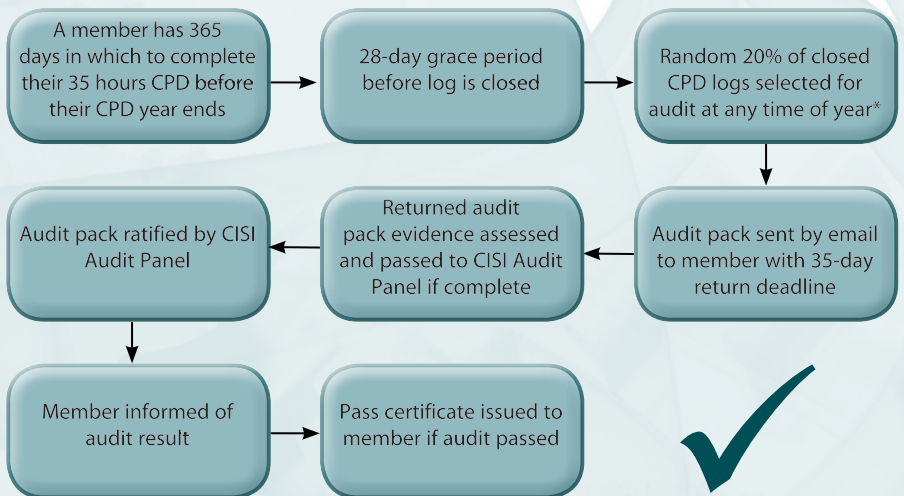 A member has 365
days in which to complete
their 35 hours CPD before
their CPD year ends
28-day grace period
before log is closed
Random 20% of closed
CPD logs selected for
audit at any time of year*
Audit pack sent by email
to member with 35-day
return deadline
Returned audit
pack evidence assessed
and passed to CISI Audit
Panel if complete
Audit pack ratified by CISI
Audit Panel
Member informed of
audit result
Pass certificate issued to
member if audit passed